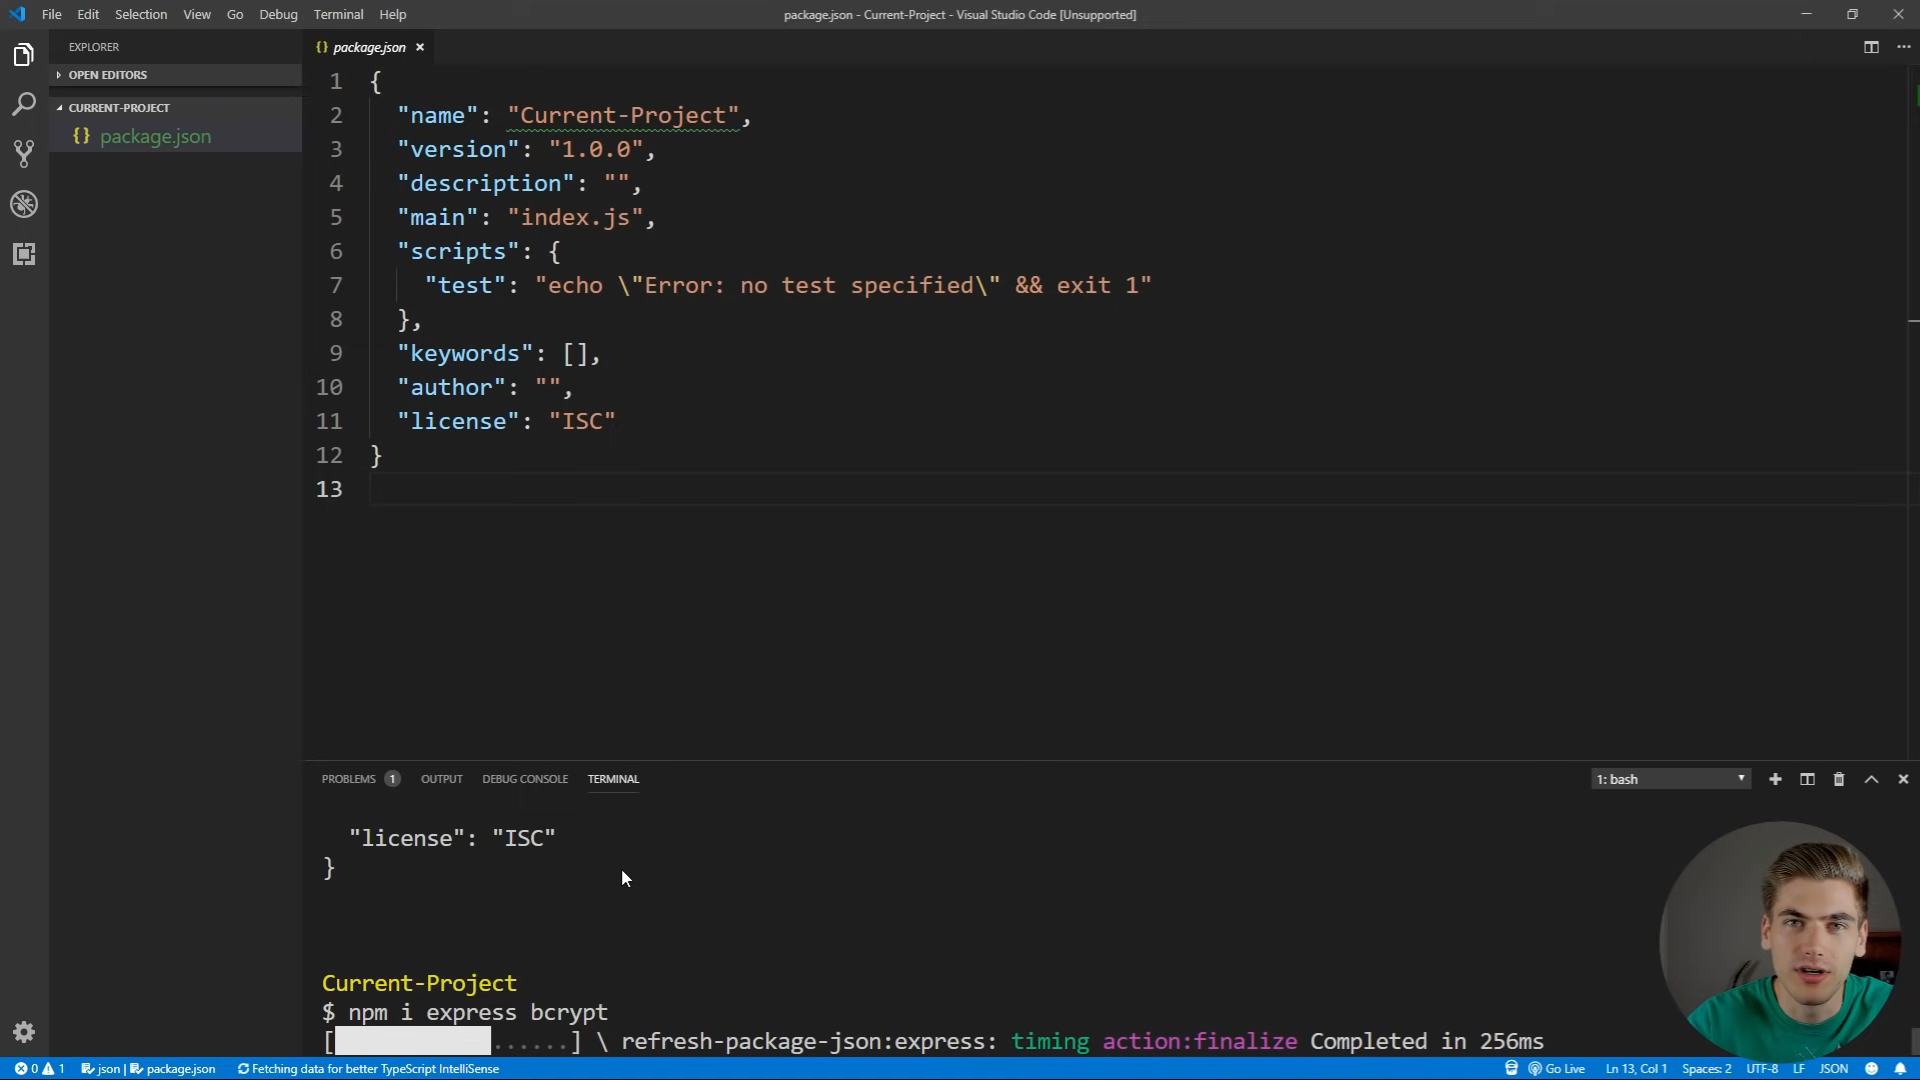 File Edit Selection View Go Debug Terminal Help
package.json - Current-Project - Visual Studio Code [Unsupported]
EXPLORER
OPEN EDITORS
CURRENT-PROJECT
{} package.json
{} package.json ×
1 {
2 "name": "Current-Project",
3 "version": "1.0.0",
4 "description": "",
5 "main": "index.js",
6 "scripts": {
7 "test": "echo \"Error: no test specified\" && exit 1"
8 },
9 "keywords": [],
10 "author": "",
11 "license": "ISC"
12 }
13
PROBLEMS 1 OUTPUT DEBUG CONSOLE TERMINAL
1: bash
"license": "ISC"
}
Current-Project
$ npm i express bcrypt
[ ......] \ refresh-package-json:express: timing action:finalize Completed in 256ms
0 1 json | package.json Fetching data for better TypeScript IntelliSense
Go Live Ln 13, Col 1 Spaces: 2 UTF-8 LF JSON